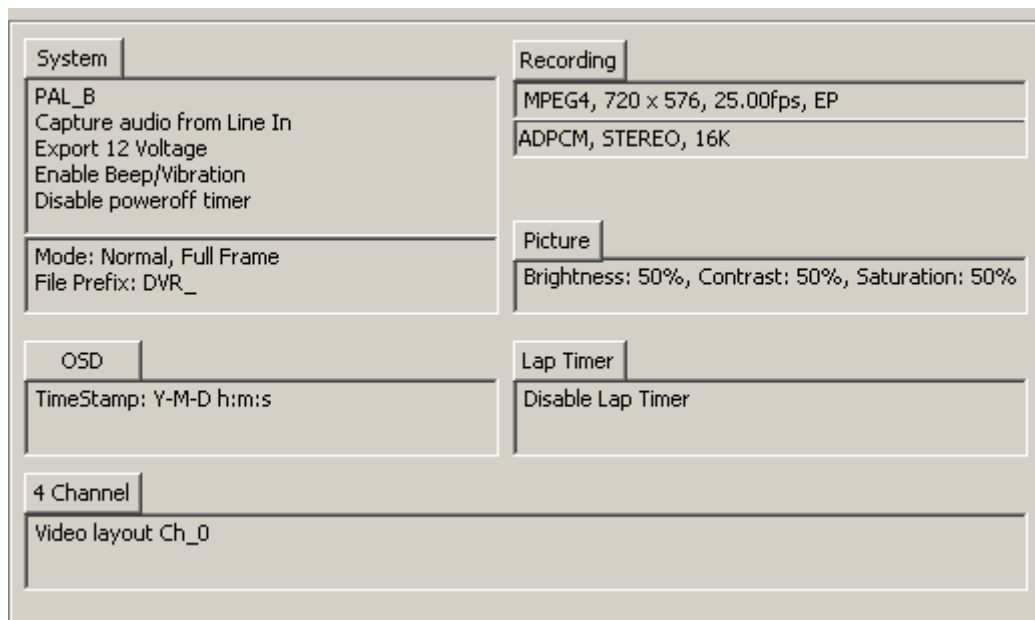 System
PAL_B
Capture audio from Line In
Export 12 Voltage
Enable Beep/Vibration
Disable poweroff timer
Mode: Normal, Full Frame
File Prefix: DVR_
Recording
MPEG4, 720 x 576, 25.00fps, EP
ADPCM, STEREO, 16K
Picture
Brightness: 50%, Contrast: 50%, Saturation: 50%
OSD
TimeStamp: Y-M-D h:m:s
Lap Timer
Disable Lap Timer
4 Channel
Video layout Ch_0